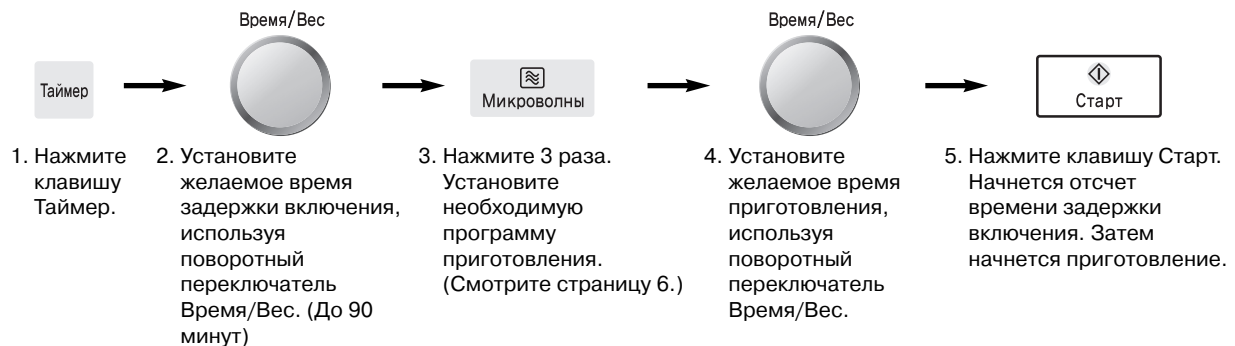 Время/Вес
Время/Вес
Таймер
Микроволны
Старт
1. Нажмите
клавишу
Таймер.
2. Установите
желаемое время
задержки включения,
используя
поворотный
переключатель
Время/Вес. (До 90
минут)
3. Нажмите 3 раза.
Установите
необходимую
программу
приготовления.
(Смотрите страницу 6.)
4. Установите
желаемое время
приготовления,
используя
поворотный
переключатель
Время/Вес.
5. Нажмите клавишу Старт.
Начнется отсчет
времени задержки
включения. Затем
начнется приготовление.